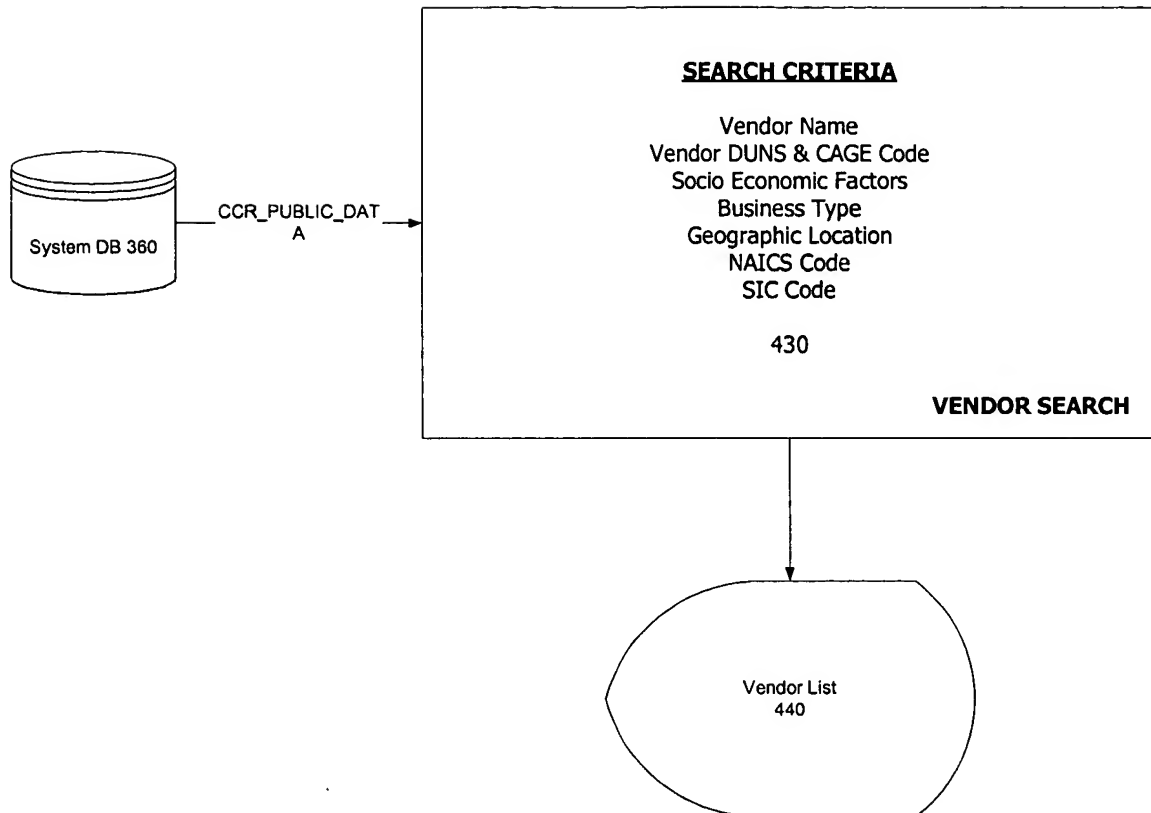 SEARCH CRITERIA
Vendor Name
Vendor DUNS & CAGE Code
Socio Economic Factors
Business Type
Geographic Location
NAICS Code
SIC Code
430
VENDOR SEARCH
System DB 360
CCR_PUBLIC_DAT
A
Vendor List
440